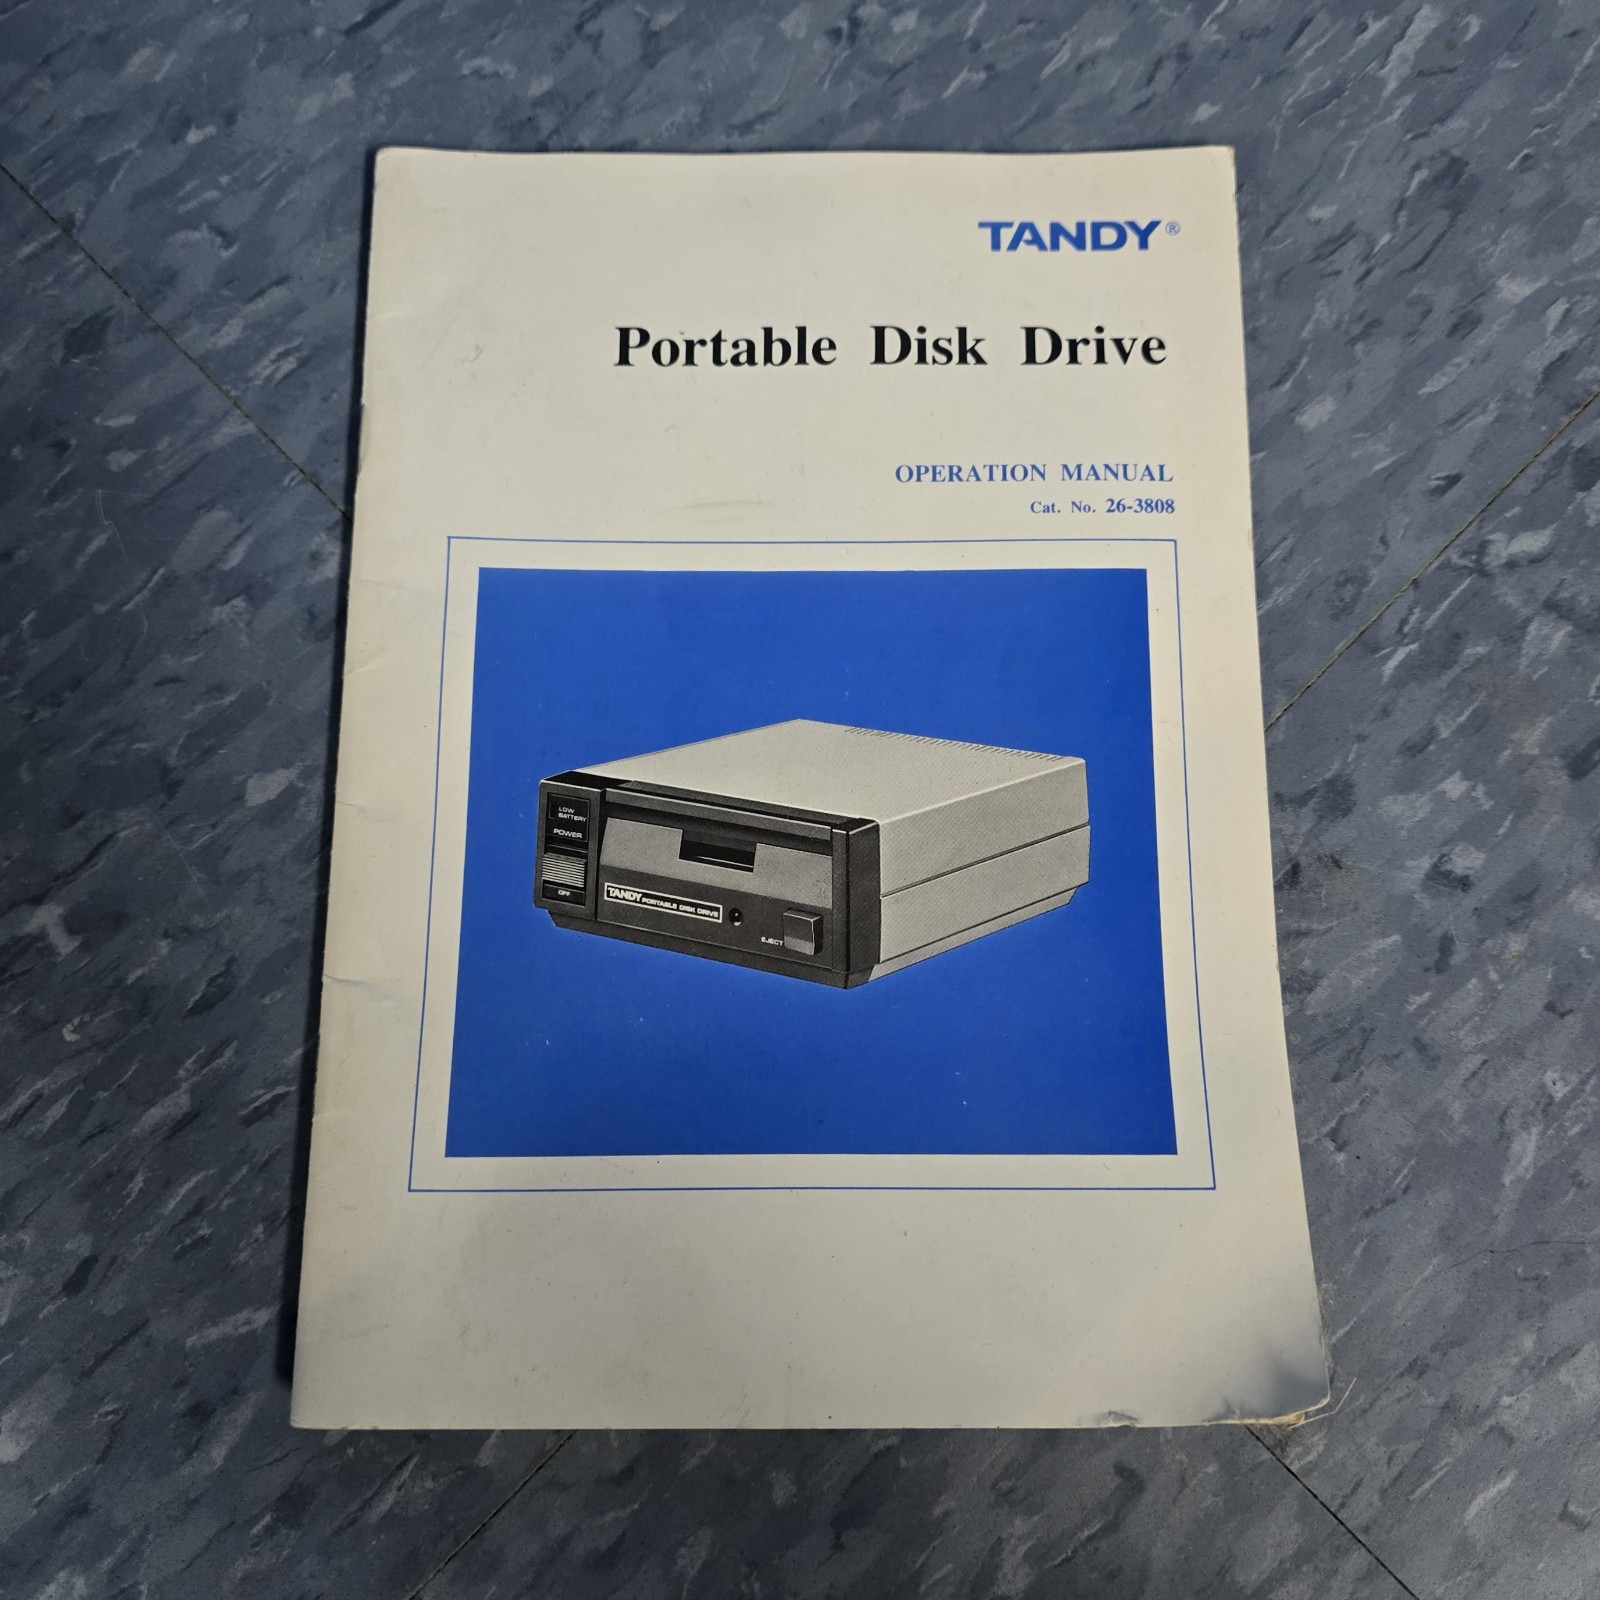 TANDY®
Portable Disk Drive
OPERATION MANUAL
Cat. No. 26-3808
LOW
BATTERY
POWER
OFF
TANDY PORTABLE DISK DRIVE
EJECT